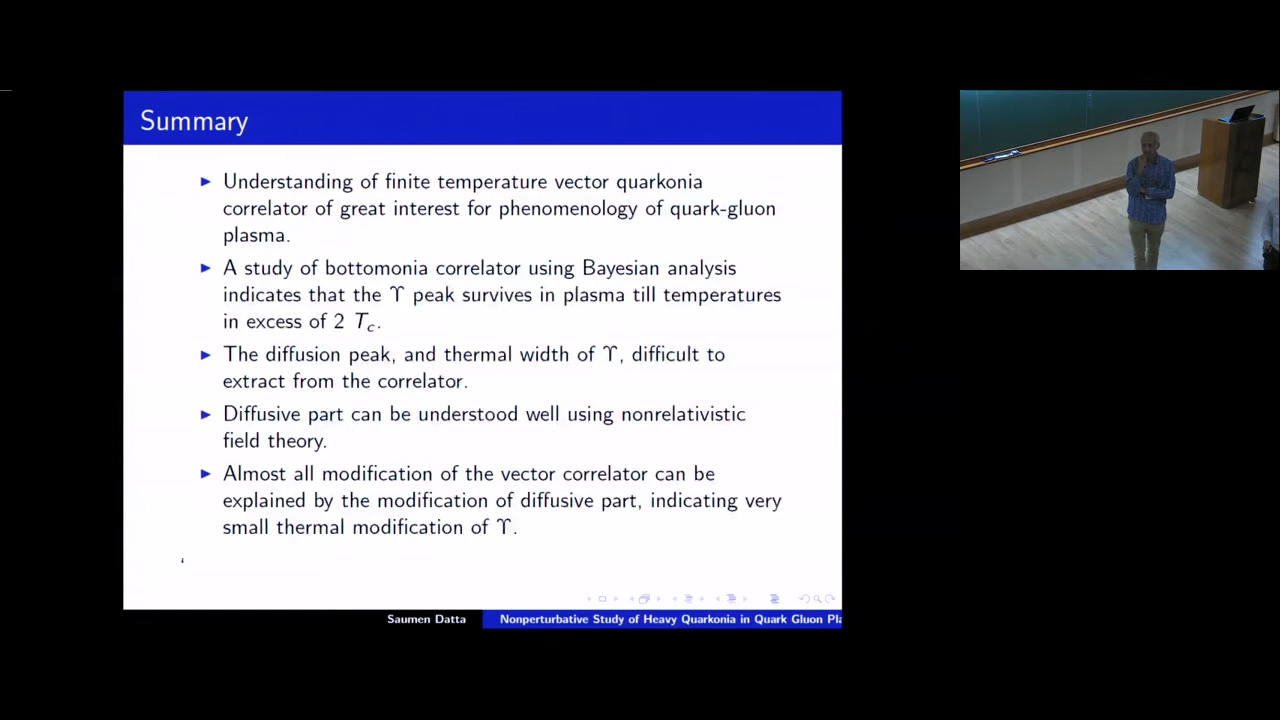 Summary
► Understanding of finite temperature vector quarkonia
correlator of great interest for phenomenology of quark-gluon
plasma.
► A study of bottomonia correlator using Bayesian analysis
indicates that the ϒ peak survives in plasma till temperatures
in excess of 2 Tc.
► The diffusion peak, and thermal width of ϒ, difficult to
extract from the correlator.
► Diffusive part can be understood well using nonrelativistic
field theory.
► Almost all modification of the vector correlator can be
explained by the modification of diffusive part, indicating very
small thermal modification of ϒ.
Saumen Datta Nonperturbative Study of Heavy Quarkonia in Quark Gluon Pla